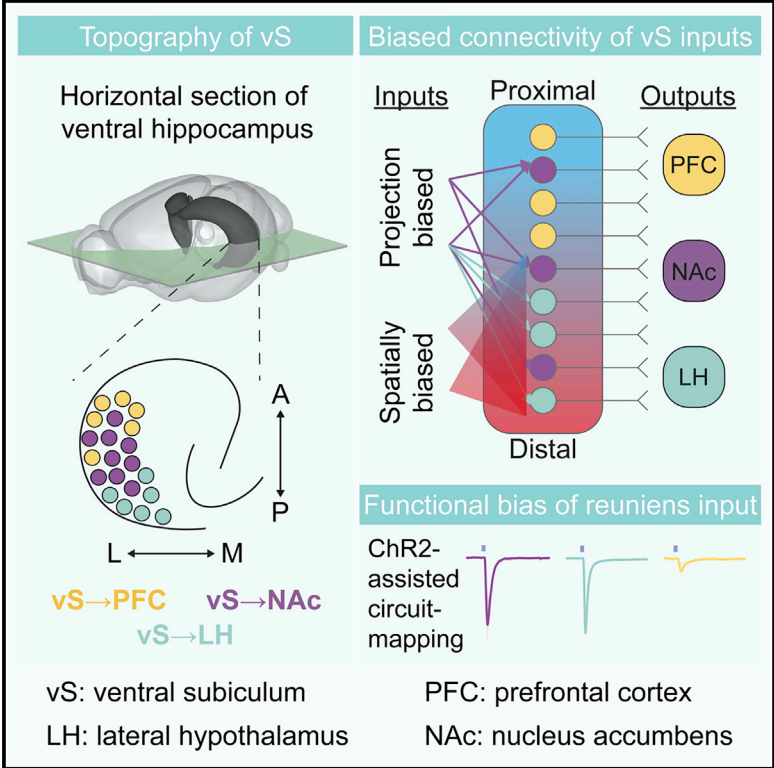 Topography of vS
Horizontal section of
ventral hippocampus
A
P
L
M
vS→PFC vS→NAc
vS→LH
Biased connectivity of vS inputs
Inputs
Proximal
Outputs
Projection
biased
Spatially
biased
PFC
NAc
LH
Distal
Functional bias of reuniens input
ChR2-
assisted
circuit-
mapping
vS: ventral subiculum
PFC: prefrontal cortex
LH: lateral hypothalamus
NAc: nucleus accumbens